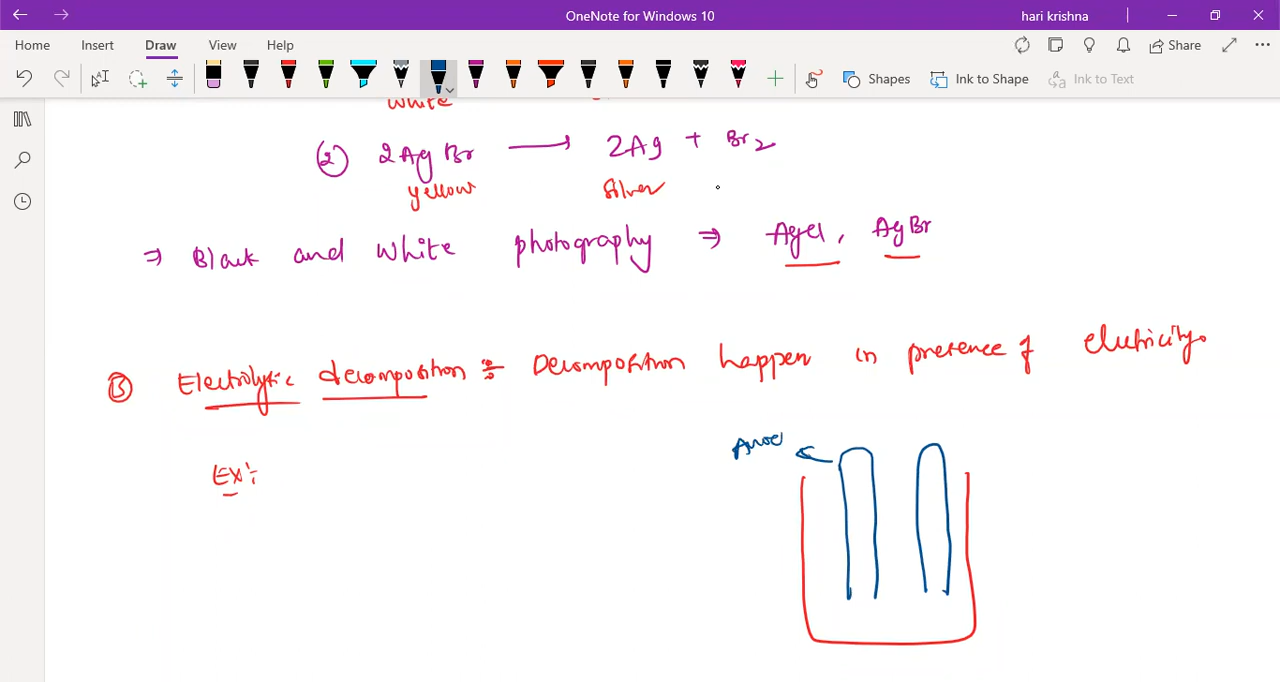 OneNote for Windows 10
hari krishna
Home Insert Draw View Help
Share
Shapes Ink to Shape Ink to Text
White
② 2AgBr → 2Ag + Br₂
yellow silver
⇒ Black and White photography ⇒ AgCl, AgBr
③ Electrolytic decomposition :- Decomposition happen in presence of electricity.
Anod
Ex:-